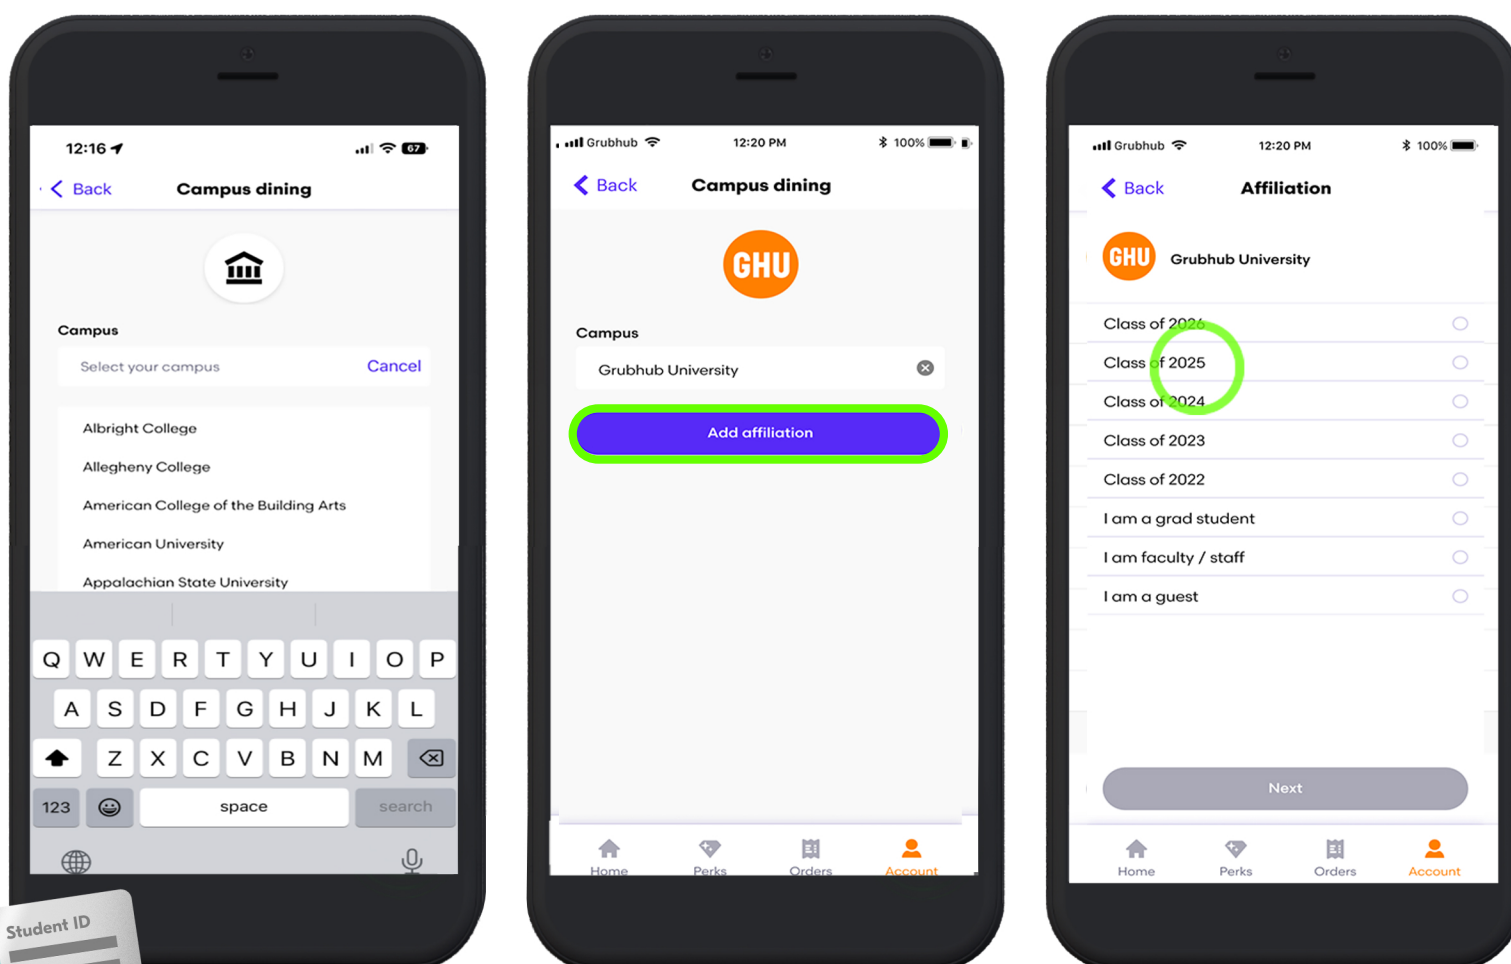 12:16
67
Back
Campus dining
Campus
Select your campus
Cancel
Albright College
Allegheny College
American College of the Building Arts
American University
Appalachian State University
Q W E R T Y U I O P
A S D F G H J K L
Z X C V B N M
123
space
search
Student ID
Grubhub
12:20 PM
100%
Back
Campus dining
GHU
Campus
Grubhub University
Add affiliation
Home
Perks
Orders
Account
Grubhub
12:20 PM
100%
Back
Affiliation
GHU
Grubhub University
Class of 2026
Class of 2025
Class of 2024
Class of 2023
Class of 2022
I am a grad student
I am faculty / staff
I am a guest
Next
Home
Perks
Orders
Account